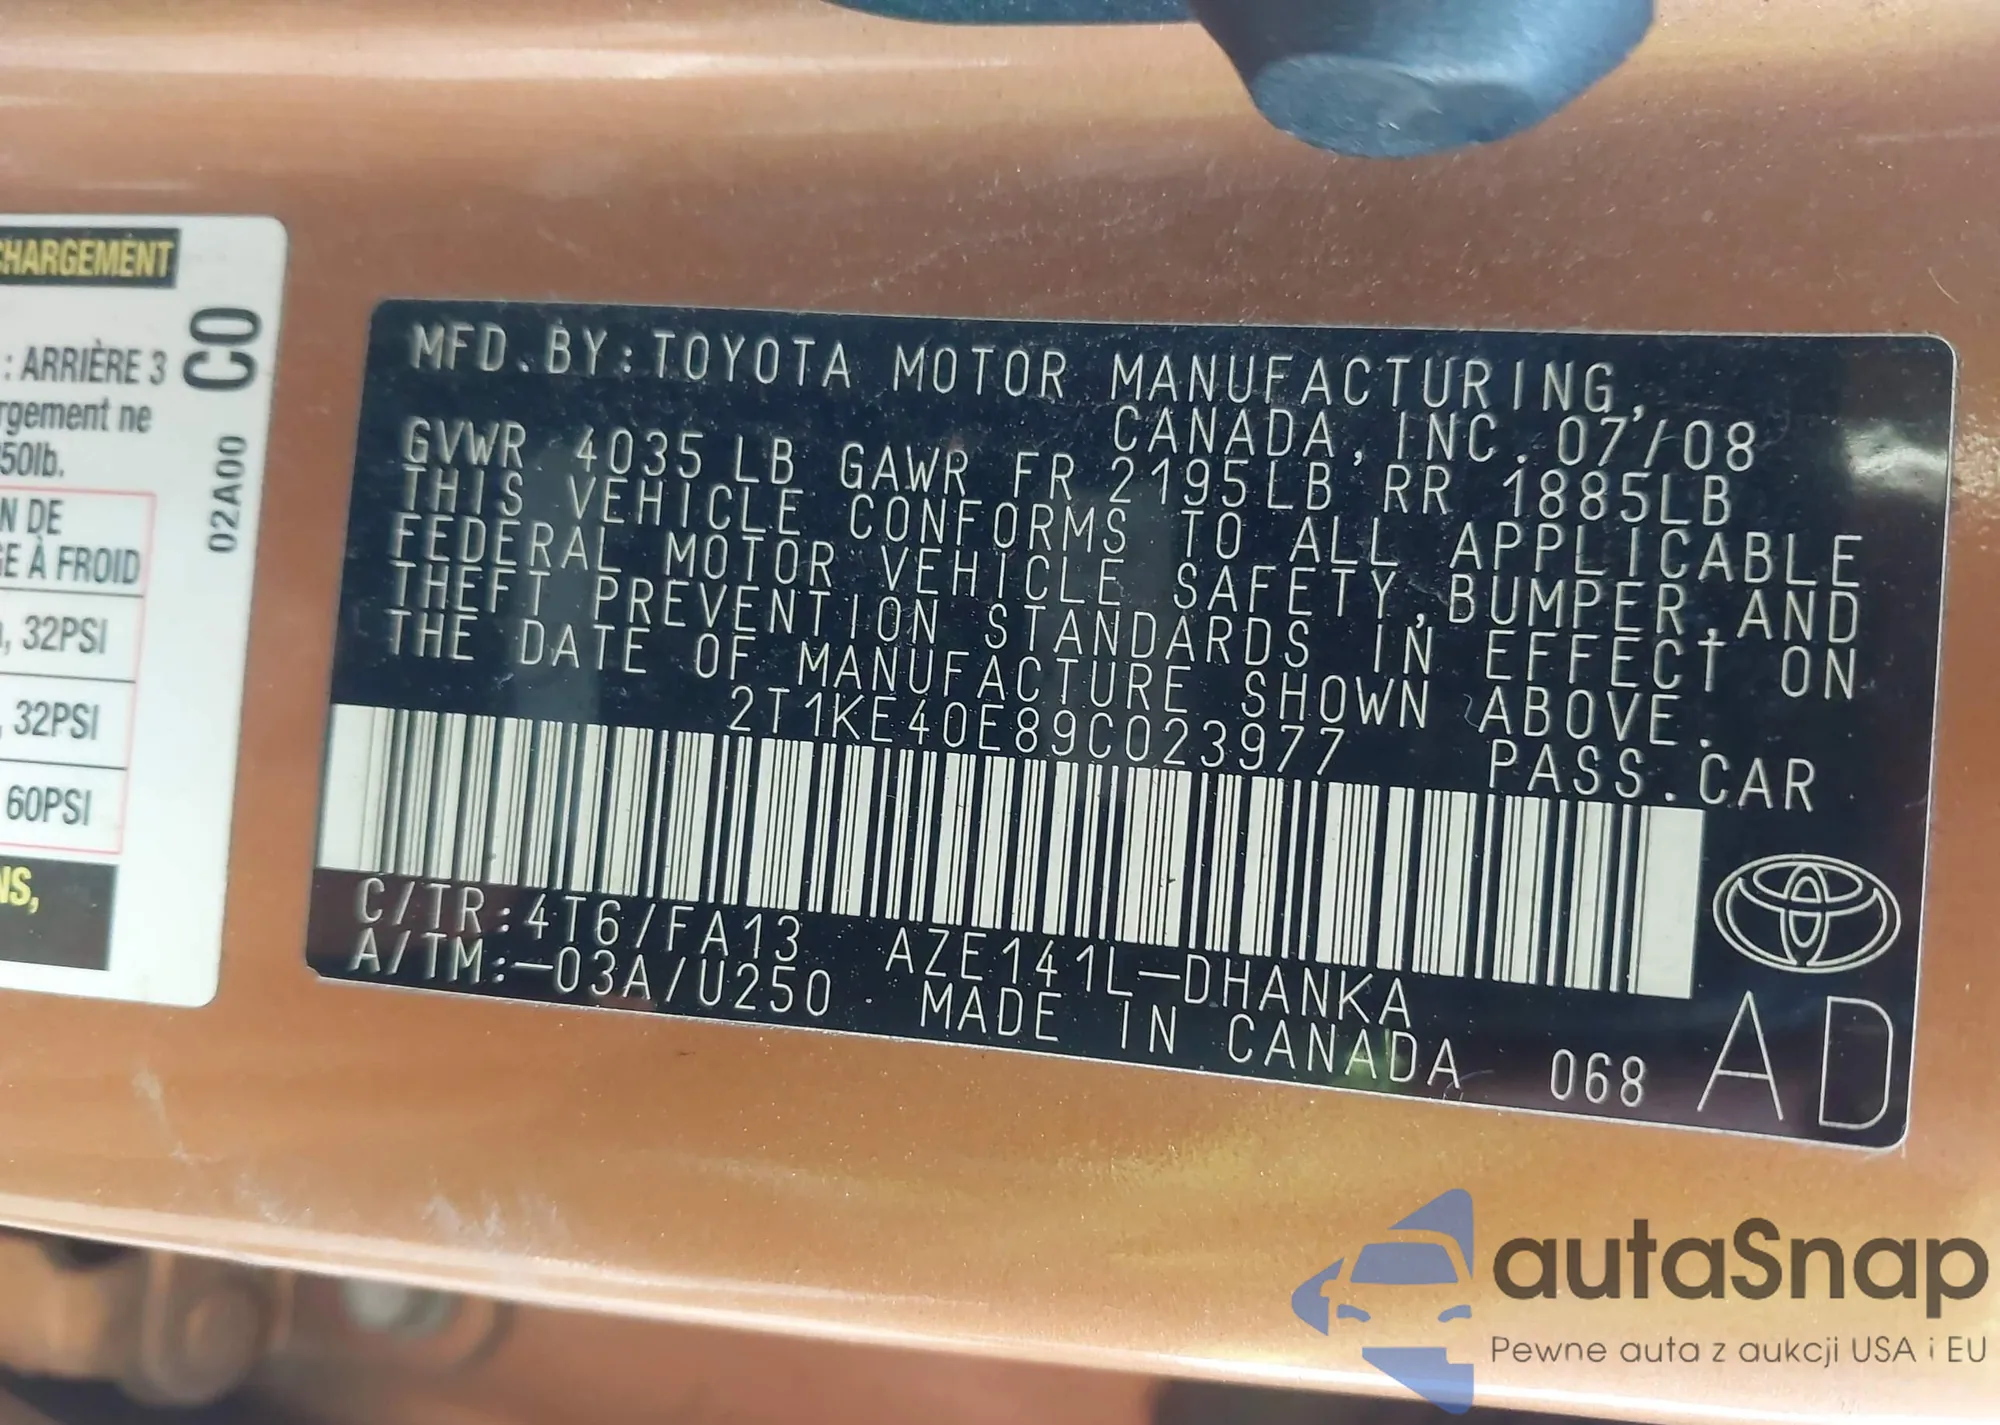 CHARGEMENT
: ARRIÈRE 3
rgement ne
50lb.
N DE
GE À FROID
, 32PSI
, 32PSI
60PSI
NS,
CO
02A00
MFD.BY:TOYOTA MOTOR MANUFACTURING,
CANADA,INC.07/08
GVWR 4035LB GAWR FR 2195LB RR 1885LB
THIS VEHICLE CONFORMS TO ALL APPLICABLE
FEDERAL MOTOR VEHICLE SAFETY,BUMPER,AND
THEFT PREVENTION STANDARDS IN EFFECT ON
THE DATE OF MANUFACTURE SHOWN ABOVE.
2T1KE40E89C023977 PASS.CAR
C/TR:4T6/FA13 AZE141L-DHANKA
A/TM:-03A/U250 MADE IN CANADA 068
AD
autaSnap
Pewne auta z aukcji USA i EU